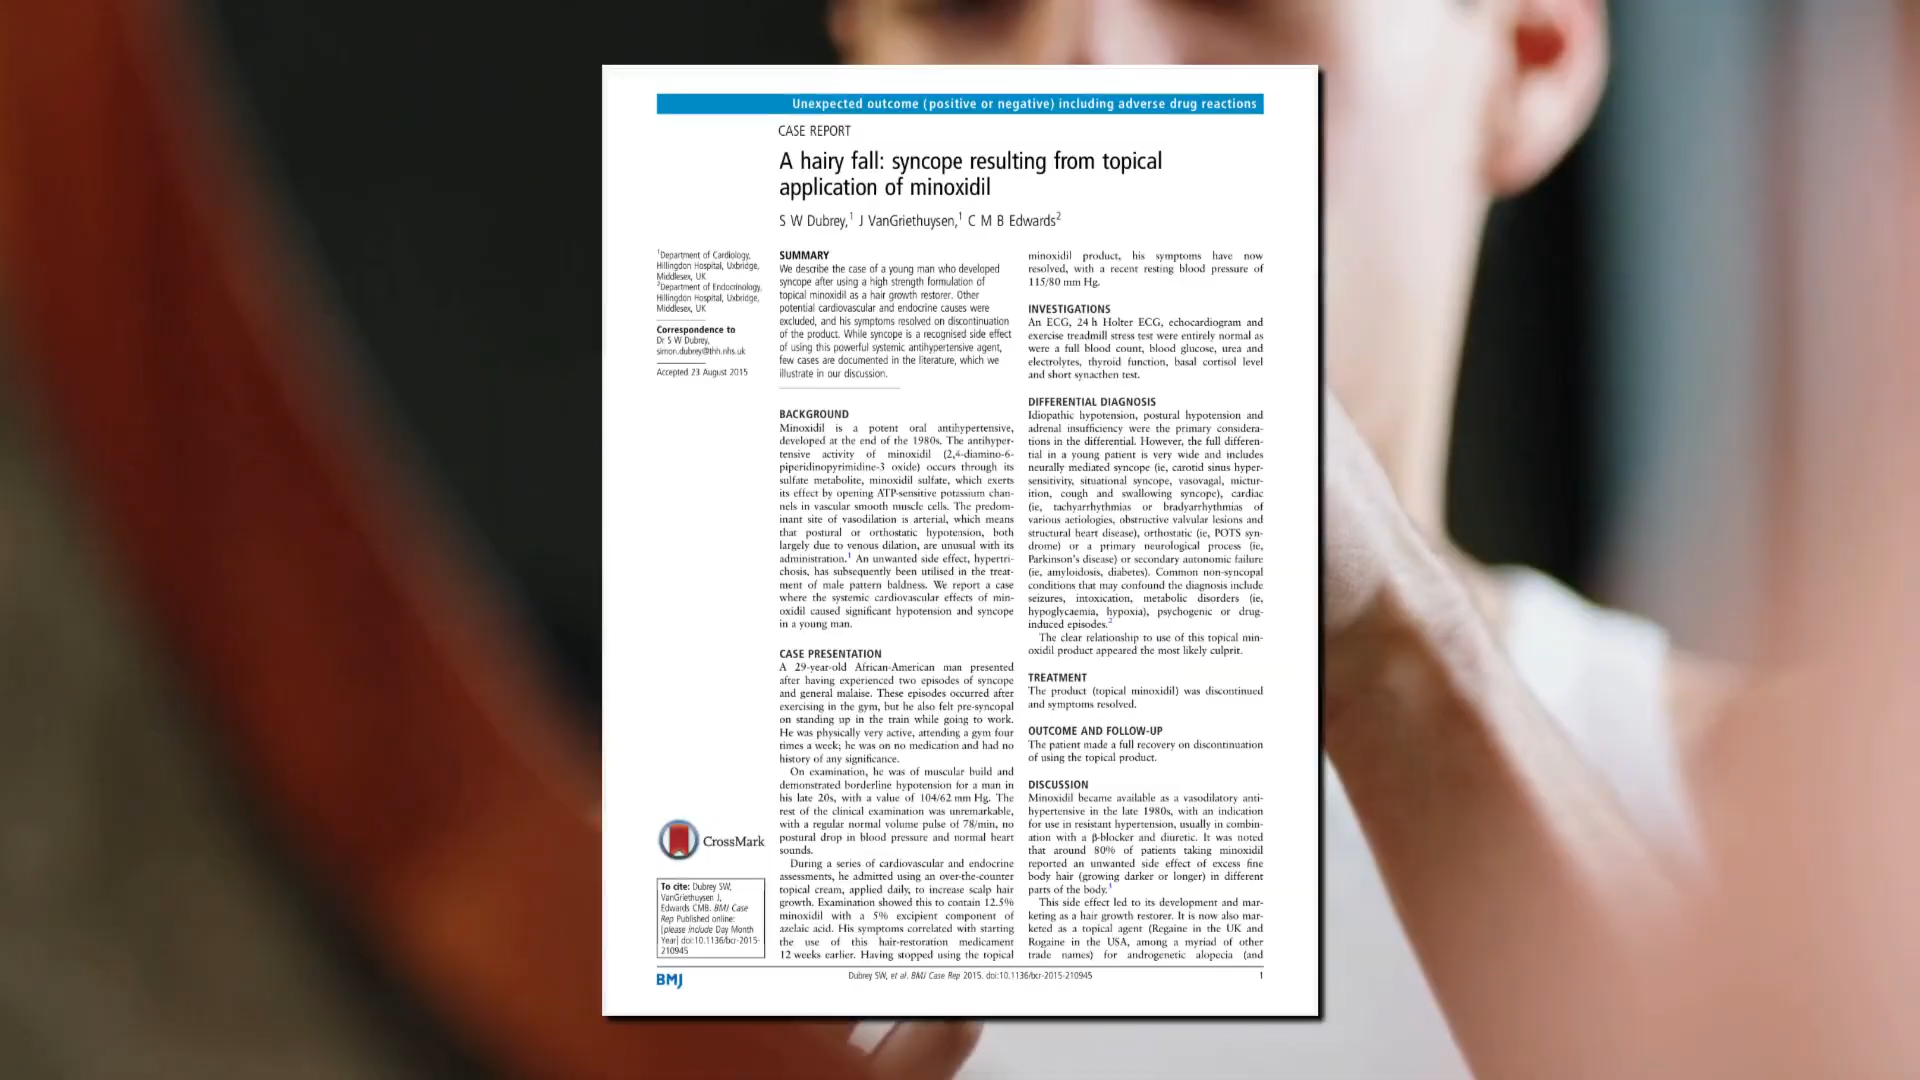 Unexpected outcome (positive or negative) including adverse drug reactions
CASE REPORT
A hairy fall: syncope resulting from topical
application of minoxidil
S W Dubrey,1 J VanGriethuysen,1 C M B Edwards2
1Department of Cardiology,
Hillingdon Hospital, Uxbridge,
Middlesex, UK
2Department of Endocrinology,
Hillingdon Hospital, Uxbridge,
Middlesex, UK
Correspondence to
Dr S W Dubrey,
simon.dubrey@thh.nhs.uk
Accepted 23 August 2015
CrossMark
To cite: Dubrey SW,
VanGriethuysen J,
Edwards CMB. BMJ Case
Rep Published online:
[please include Day Month
Year] doi:10.1136/bcr-2015-
210945
SUMMARY
We describe the case of a young man who developed
syncope after using a high strength formulation of
topical minoxidil as a hair growth restorer. Other
potential cardiovascular and endocrine causes were
excluded, and his symptoms resolved on discontinuation
of the product. While syncope is a recognised side effect
of using this powerful systemic antihypertensive agent,
few cases are documented in the literature, which we
illustrate in our discussion.
BACKGROUND
Minoxidil is a potent oral antihypertensive,
developed at the end of the 1980s. The antihyper-
tensive activity of minoxidil (2,4-diamino-6-
piperidinopyrimidine-3 oxide) occurs through its
sulfate metabolite, minoxidil sulfate, which exerts
its effect by opening ATP-sensitive potassium chan-
nels in vascular smooth muscle cells. The predom-
inant site of vasodilation is arterial, which means
that postural or orthostatic hypotension, both
largely due to venous dilation, are unusual with its
administration.1 An unwanted side effect, hypertri-
chosis, has subsequently been utilised in the treat-
ment of male pattern baldness. We report a case
where the systemic cardiovascular effects of min-
oxidil caused significant hypotension and syncope
in a young man.
CASE PRESENTATION
A 29-year-old African-American man presented
after having experienced two episodes of syncope
and general malaise. These episodes occurred after
exercising in the gym, but he also felt pre-syncopal
on standing up in the train while going to work.
He was physically very active, attending a gym four
times a week; he was on no medication and had no
history of any significance.
On examination, he was of muscular build and
demonstrated borderline hypotension for a man in
his late 20s, with a value of 104/62 mm Hg. The
rest of the clinical examination was unremarkable,
with a regular normal volume pulse of 78/min, no
postural drop in blood pressure and normal heart
sounds.
During a series of cardiovascular and endocrine
assessments, he admitted using an over-the-counter
topical cream, applied daily, to increase scalp hair
growth. Examination showed this to contain 12.5%
minoxidil with a 5% excipient component of
azelaic acid. His symptoms correlated with starting
the use of this hair-restoration medicament
12 weeks earlier. Having stopped using the topical
minoxidil product, his symptoms have now
resolved, with a recent resting blood pressure of
115/80 mm Hg.
INVESTIGATIONS
An ECG, 24 h Holter ECG, echocardiogram and
exercise treadmill stress test were entirely normal as
were a full blood count, blood glucose, urea and
electrolytes, thyroid function, basal cortisol level
and short synacthen test.
DIFFERENTIAL DIAGNOSIS
Idiopathic hypotension, postural hypotension and
adrenal insufficiency were the primary considera-
tions in the differential. However, the full differen-
tial in a young patient is very wide and includes
neurally mediated syncope (ie, carotid sinus hyper-
sensitivity, situational syncope, vasovagal, mictur-
ition, cough and swallowing syncope), cardiac
(ie, tachyarrhythmias or bradyarrhythmias of
various aetiologies, obstructive valvular lesions and
structural heart disease), orthostatic (ie, POTS syn-
drome) or a primary neurological process (ie,
Parkinson's disease) or secondary autonomic failure
(ie, amyloidosis, diabetes). Common non-syncopal
conditions that may confound the diagnosis include
seizures, intoxication, metabolic disorders (ie,
hypoglycaemia, hypoxia), psychogenic or drug-
induced episodes.2
The clear relationship to use of this topical min-
oxidil product appeared the most likely culprit.
TREATMENT
The product (topical minoxidil) was discontinued
and symptoms resolved.
OUTCOME AND FOLLOW-UP
The patient made a full recovery on discontinuation
of using the topical product.
DISCUSSION
Minoxidil became available as a vasodilatory anti-
hypertensive in the late 1980s, with an indication
for use in resistant hypertension, usually in combin-
ation with a β-blocker and diuretic. It was noted
that around 80% of patients taking minoxidil
reported an unwanted side effect of excess fine
body hair (growing darker or longer) in different
parts of the body.1
This side effect led to its development and mar-
keting as a hair growth restorer. It is now also mar-
keted as a topical agent (Regaine in the UK and
Rogaine in the USA, among a myriad of other
trade names) for androgenetic alopecia (and
BMJ
Dubrey SW, et al. BMJ Case Rep 2015. doi:10.1136/bcr-2015-210945
1